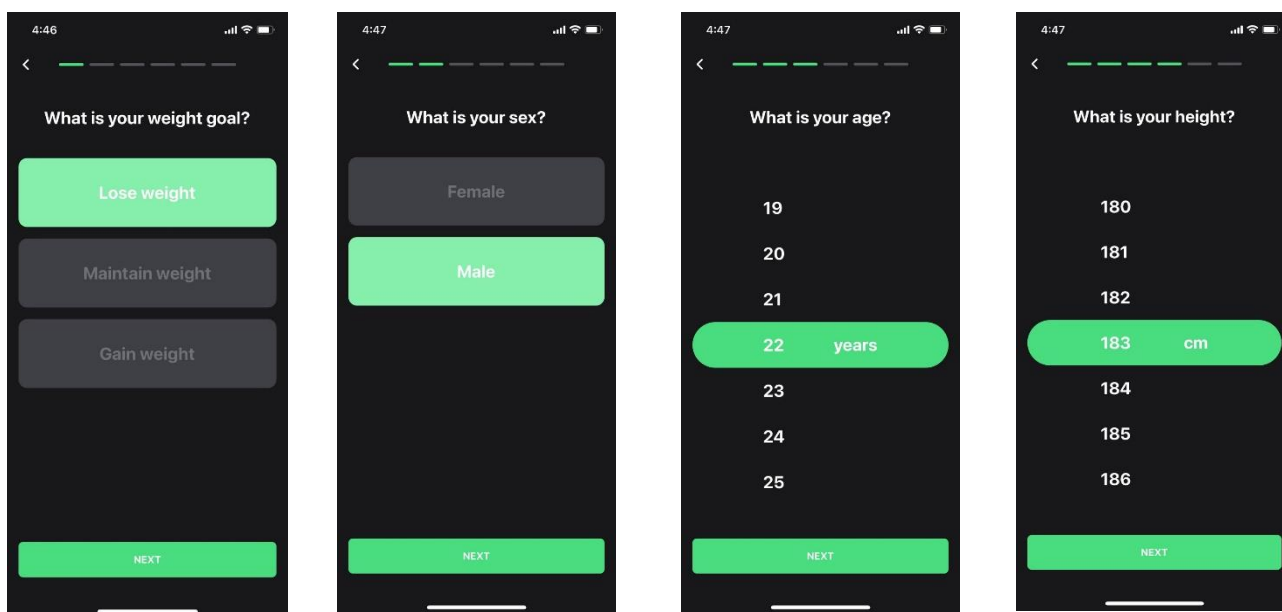 4:46
What is your weight goal?
Lose weight
Maintain weight
Gain weight
NEXT
4:47
What is your sex?
Female
Male
NEXT
4:47
What is your age?
19
20
21
22 years
23
24
25
NEXT
4:47
What is your height?
180
181
182
183 cm
184
185
186
NEXT